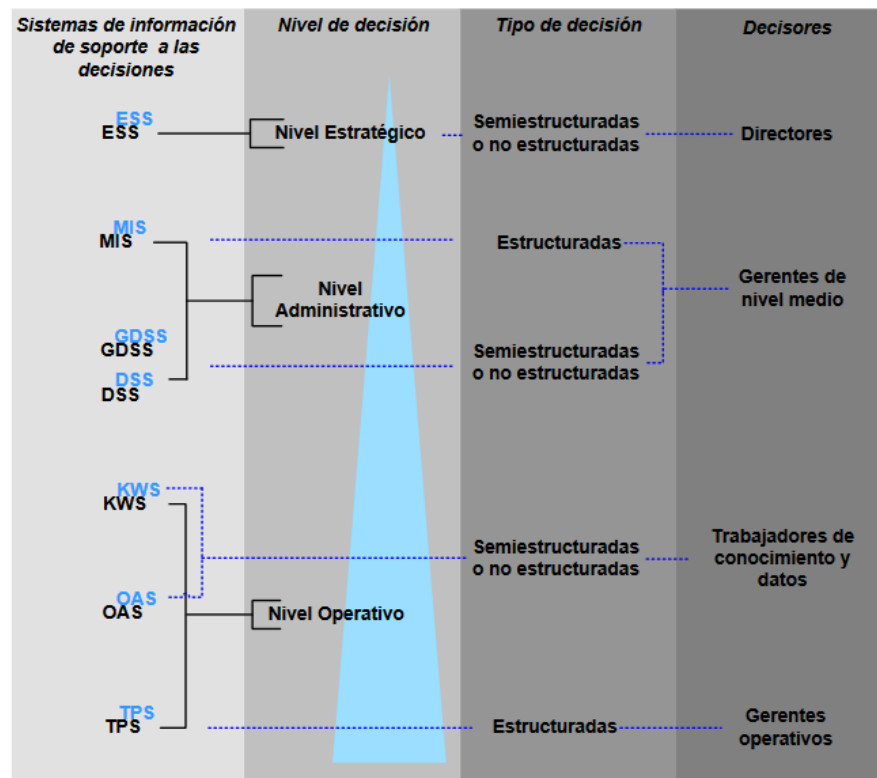 Sistemas de información
de soporte a las
decisiones
Nivel de decisión
Tipo de decisión
Decisores
ESS
ESS
Nivel Estratégico
Semiestructuradas
o no estructuradas
Directores
MIS
MIS
Estructuradas
Nivel
Administrativo
Gerentes de
nivel medio
GDSS
GDSS
DSS
DSS
Semiestructuradas
o no estructuradas
KWS
KWS
Semiestructuradas
o no estructuradas
Trabajadores de
conocimiento y
datos
OAS
OAS
Nivel Operativo
TPS
TPS
Estructuradas
Gerentes
operativos